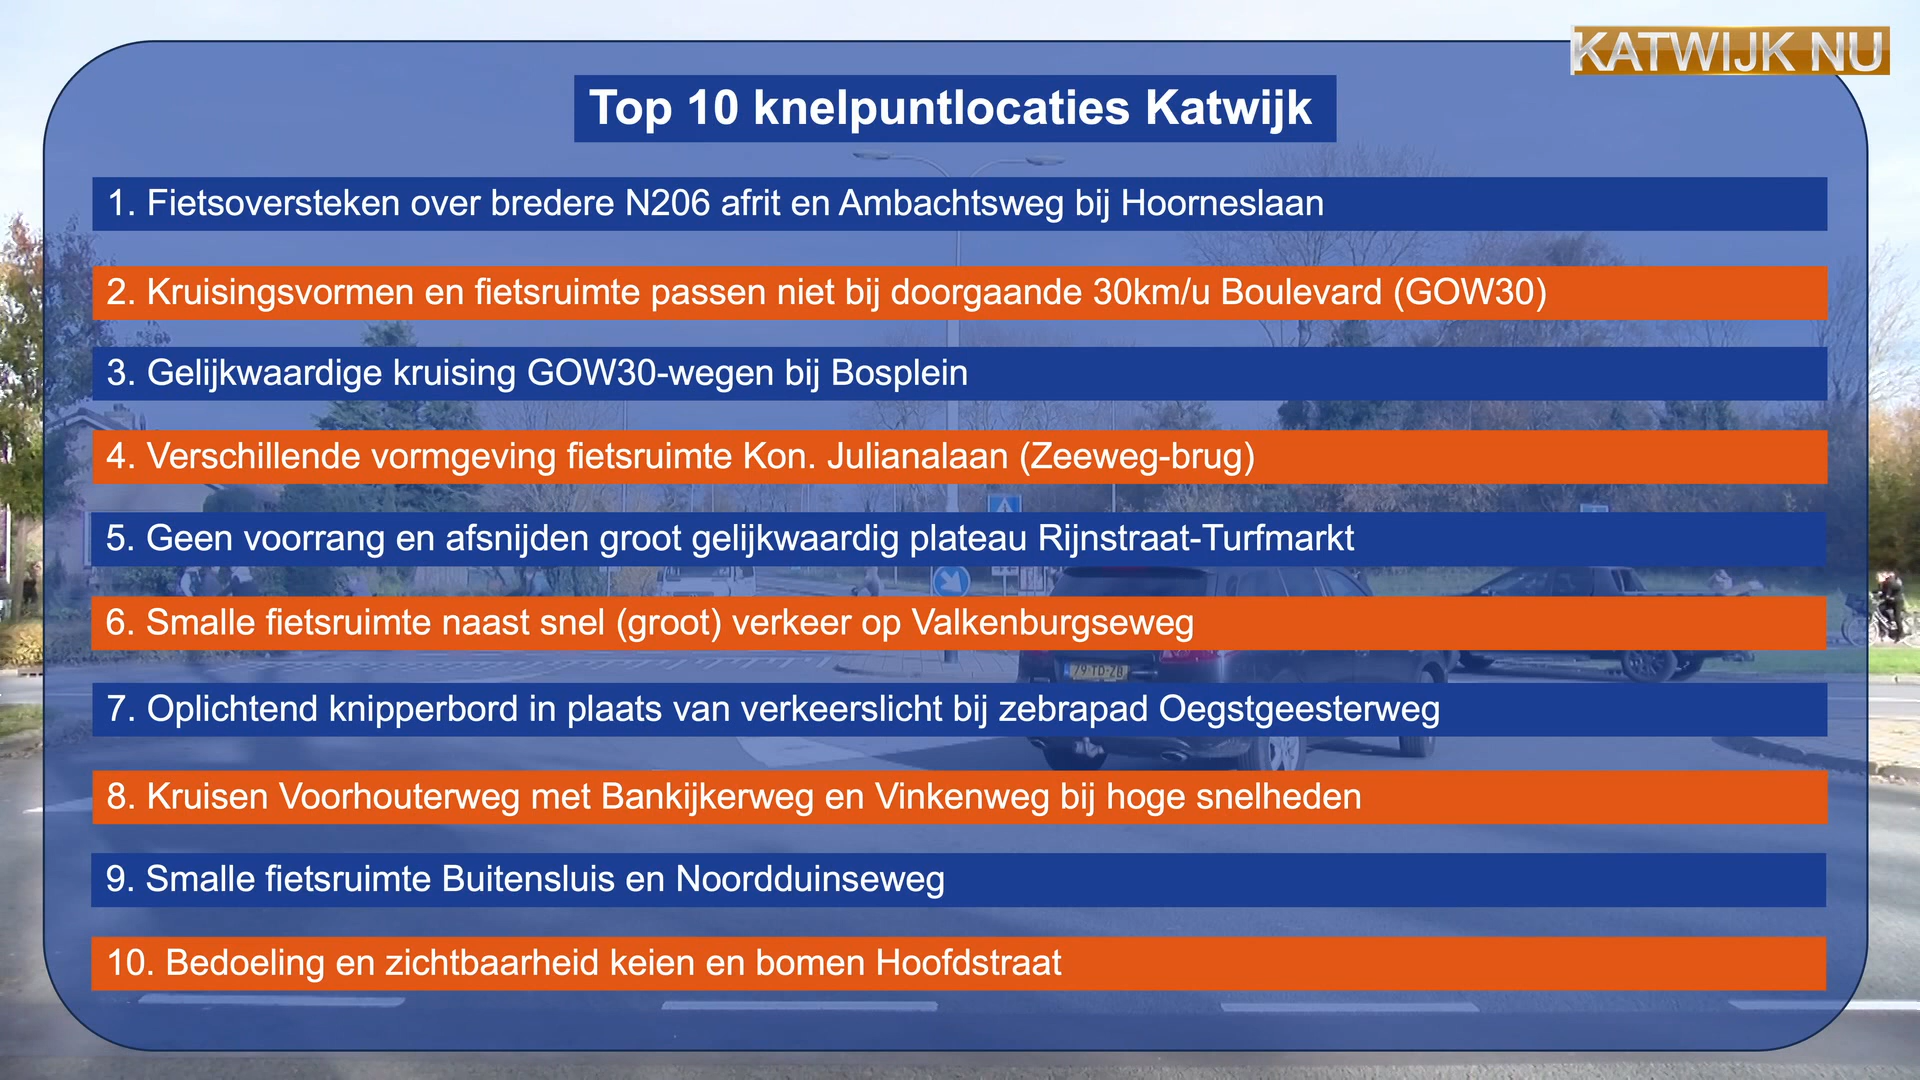 KATWIJK NU
Top 10 knelpuntlocaties Katwijk
1. Fietsoversteken over bredere N206 afrit en Ambachtsweg bij Hoorneslaan
2. Kruisingsvormen en fietsruimte passen niet bij doorgaande 30km/u Boulevard (GOW30)
3. Gelijkwaardige kruising GOW30-wegen bij Bosplein
4. Verschillende vormgeving fietsruimte Kon. Julianalaan (Zeeweg-brug)
5. Geen voorrang en afsnijden groot gelijkwaardig plateau Rijnstraat-Turfmarkt
6. Smalle fietsruimte naast snel (groot) verkeer op Valkenburgseweg
79-TD-ZB
7. Oplichtend knipperbord in plaats van verkeerslicht bij zebrapad Oegstgeesterweg
8. Kruisen Voorhouterweg met Bankijkerweg en Vinkenweg bij hoge snelheden
9. Smalle fietsruimte Buitensluis en Noordduinseweg
10. Bedoeling en zichtbaarheid keien en bomen Hoofdstraat